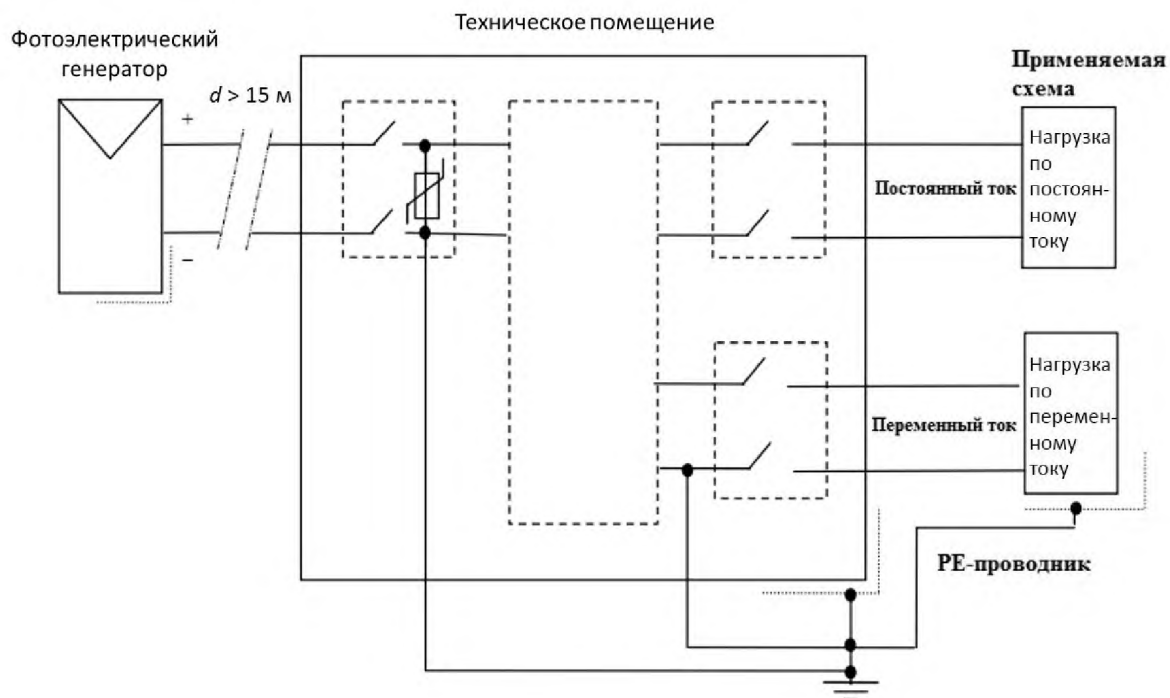 Техническое помещение
Фотоэлектрический
генератор
d > 15 м
+
−
Применяемая
схема
Нагрузка
по
постоян-
ному
току
Постоянный ток
Нагрузка
по
перемен-
ному
току
Переменный ток
PE-проводник